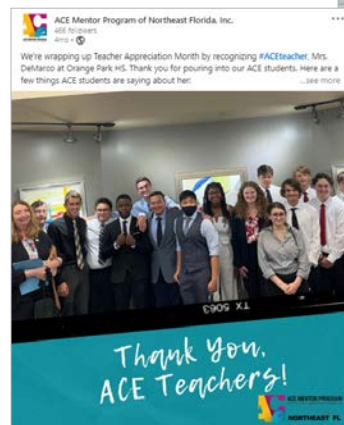 ACE Mentor Program of Northeast Florida, Inc.
466 followers
4mo •
We're wrapping up Teacher Appreciation Month by recognizing #ACEteacher, Mrs.
DeMarco at Orange Park HS. Thank you for pouring into our ACE students. Here are a
few things ACE students are saying about her:
...see more
TX 5063
Thank You,
ACE Teachers!
ACE MENTOR PROGRAM
NORTHEAST FL